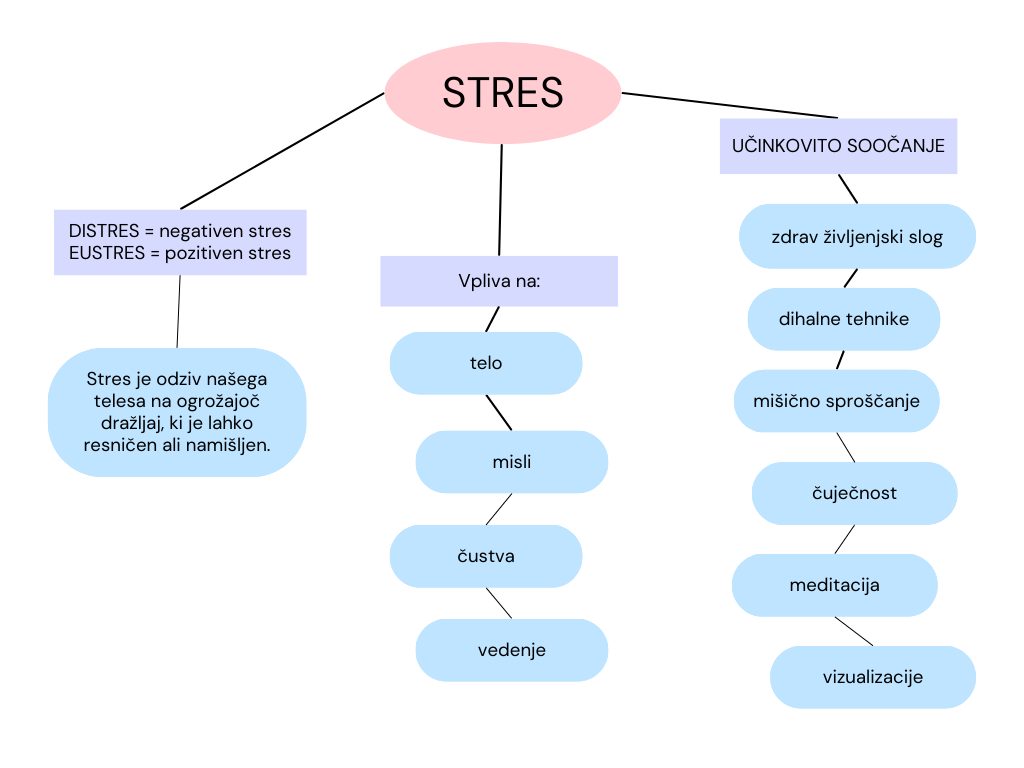 STRES
DISTRES = negativen stres
EUSTRES = pozitiven stres
Stres je odziv našega
telesa na ogrožajoč
dražljaj, ki je lahko
resničen ali namišljen.
Vpliva na:
telo
misli
čustva
vedenje
UČINKOVITO SOOČANJE
zdrav življenjski slog
dihalne tehnike
mišično sproščanje
čuječnost
meditacija
vizualizacije